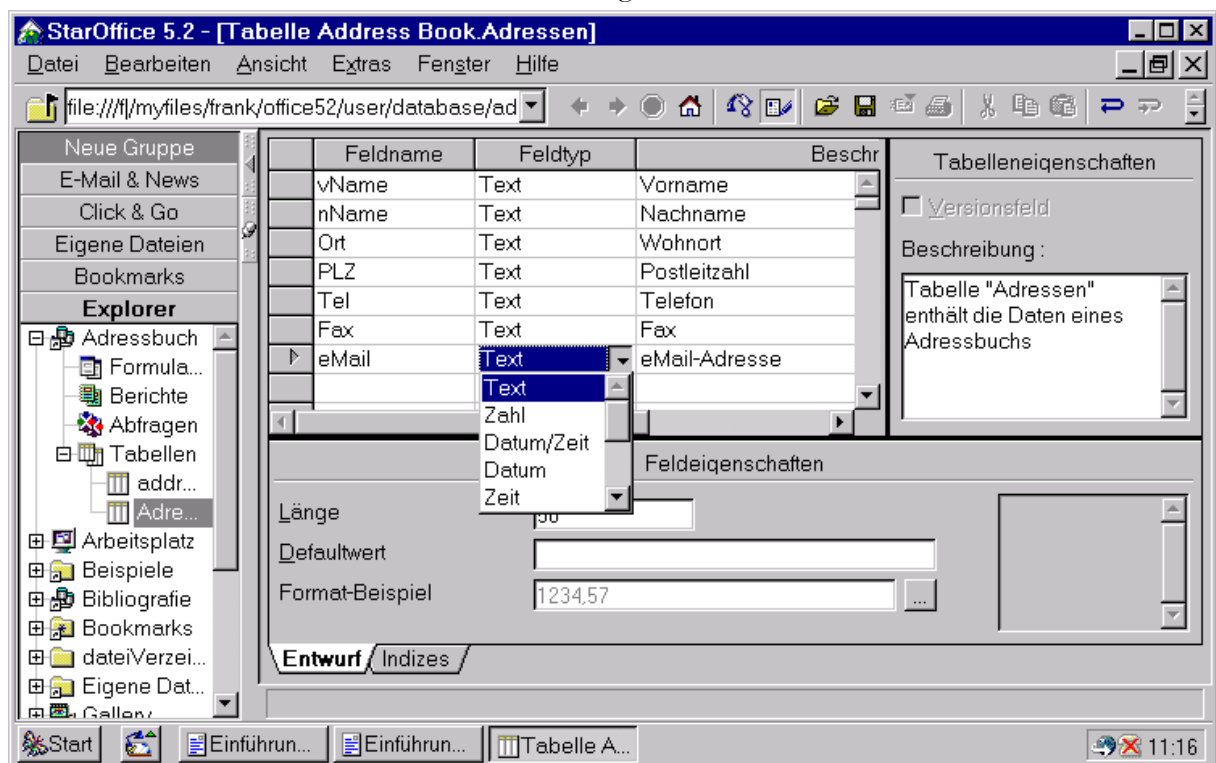 StarOffice 5.2 - [Tabelle Address Book.Adressen]
Datei Bearbeiten Ansicht Extras Fenster Hilfe
file:///f|/myfiles/frank/office52/user/database/ad
Neue Gruppe
E-Mail & News
Click & Go
Eigene Dateien
Bookmarks
Explorer
Adressbuch
Formula...
Berichte
Abfragen
Tabellen
addr...
Adre...
Arbeitsplatz
Beispiele
Bibliografie
Bookmarks
dateiVerzei...
Eigene Dat...
Gallery
Feldname Feldtyp Beschr
vName Text Vorname
nName Text Nachname
Ort Text Wohnort
PLZ Text Postleitzahl
Tel Text Telefon
Fax Text Fax
eMail Text eMail-Adresse
Text
Zahl
Datum/Zeit
Datum
Zeit
Tabelleneigenschaften
Versionsfeld
Beschreibung :
Tabelle "Adressen"
enthält die Daten eines
Adressbuchs
Feldeigenschaften
Länge
Defaultwert
Format-Beispiel 1234,57 ...
Entwurf Indizes
Start Einführun... Einführun... Tabelle A... 11:16